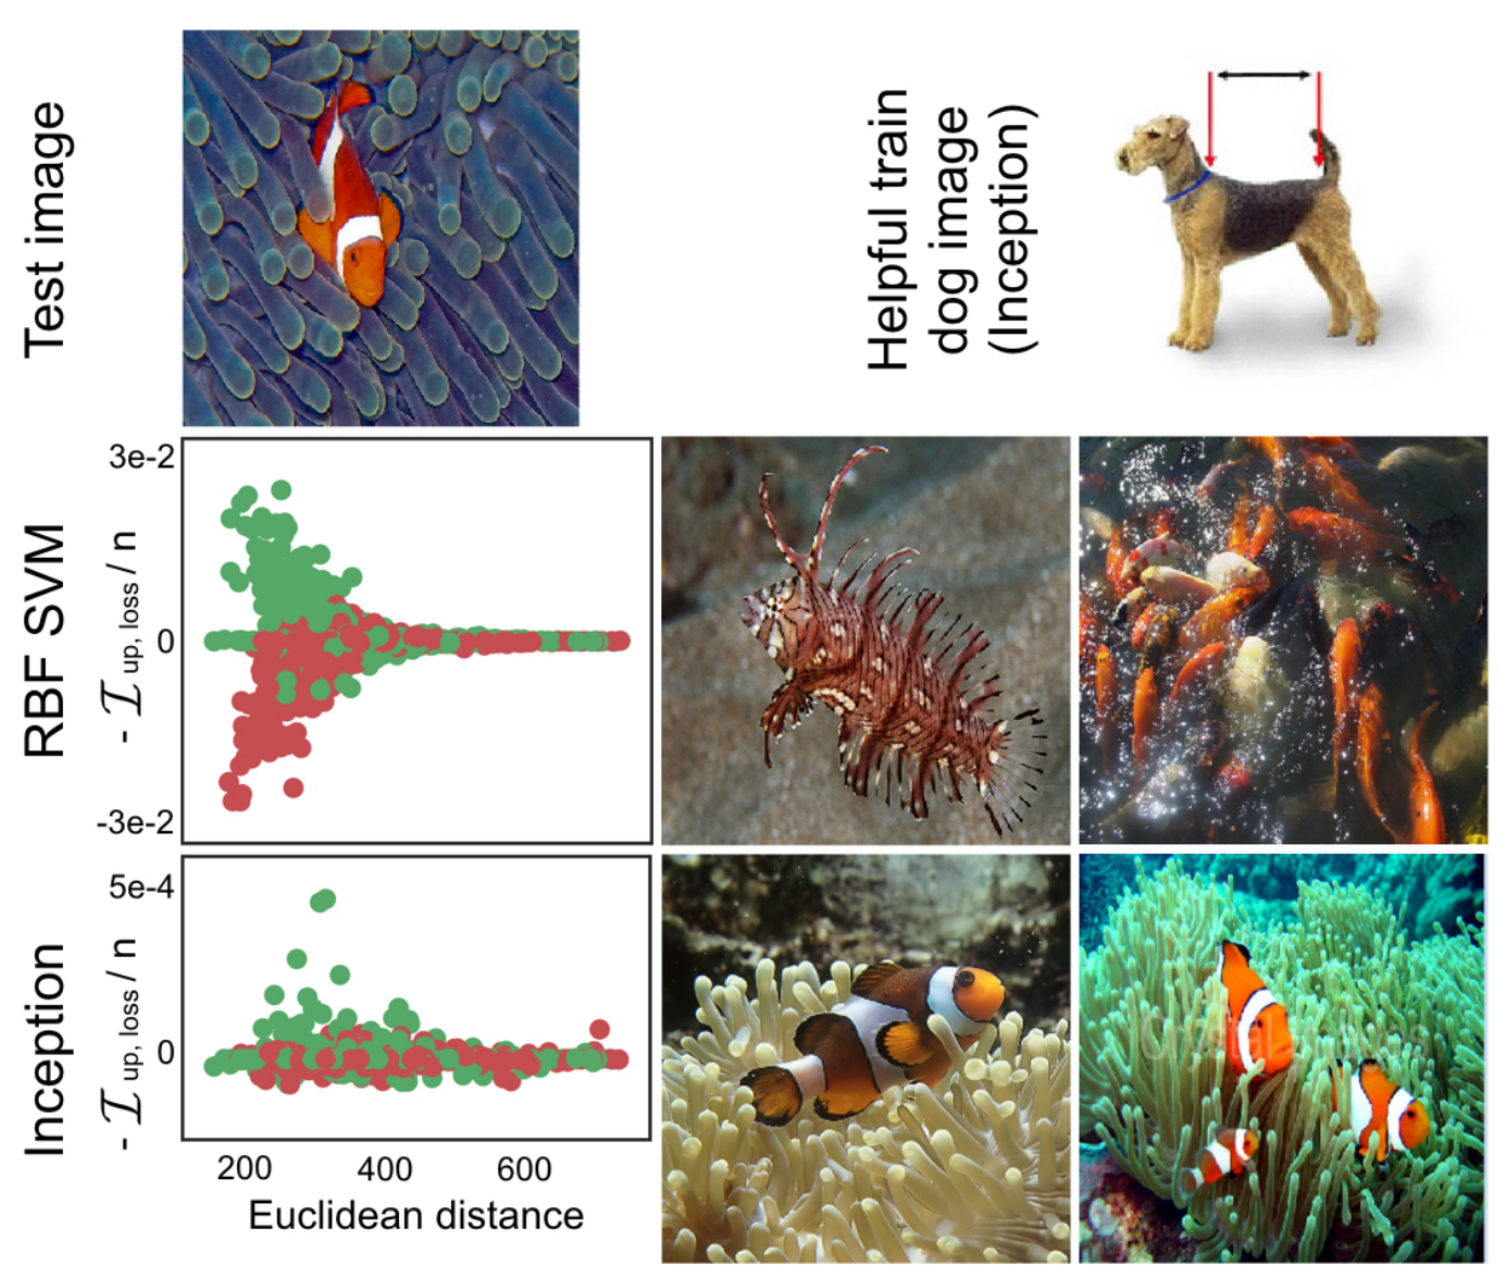 Test image
Helpful train
dog image
(Inception)
RBF SVM
- 𝓘 up, loss / n
3e-2
0
-3e-2
Inception
- 𝓘 up, loss / n
5e-4
0
200 400 600
Euclidean distance